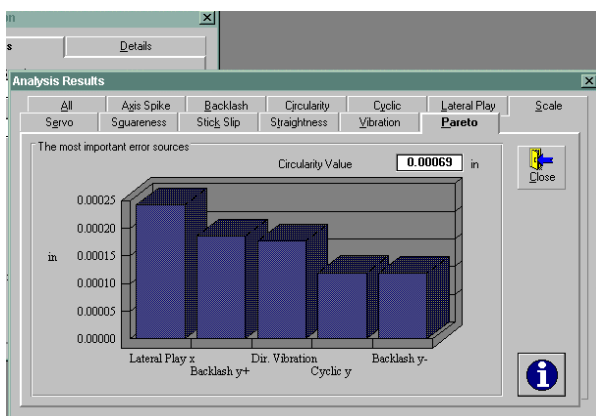 Details
Analysis Results
All Axis Spike Backlash Circularity Cyclic Lateral Play Scale
Servo Squareness Stick Slip Straightness Vibration Pareto
The most important error sources
Circularity Value 0.00069 in
Close
0.00025
0.00020
in 0.00015
0.00010
0.00005
0.00000
Lateral Play x Dir. Vibration Backlash y-
Backlash y+ Cyclic y